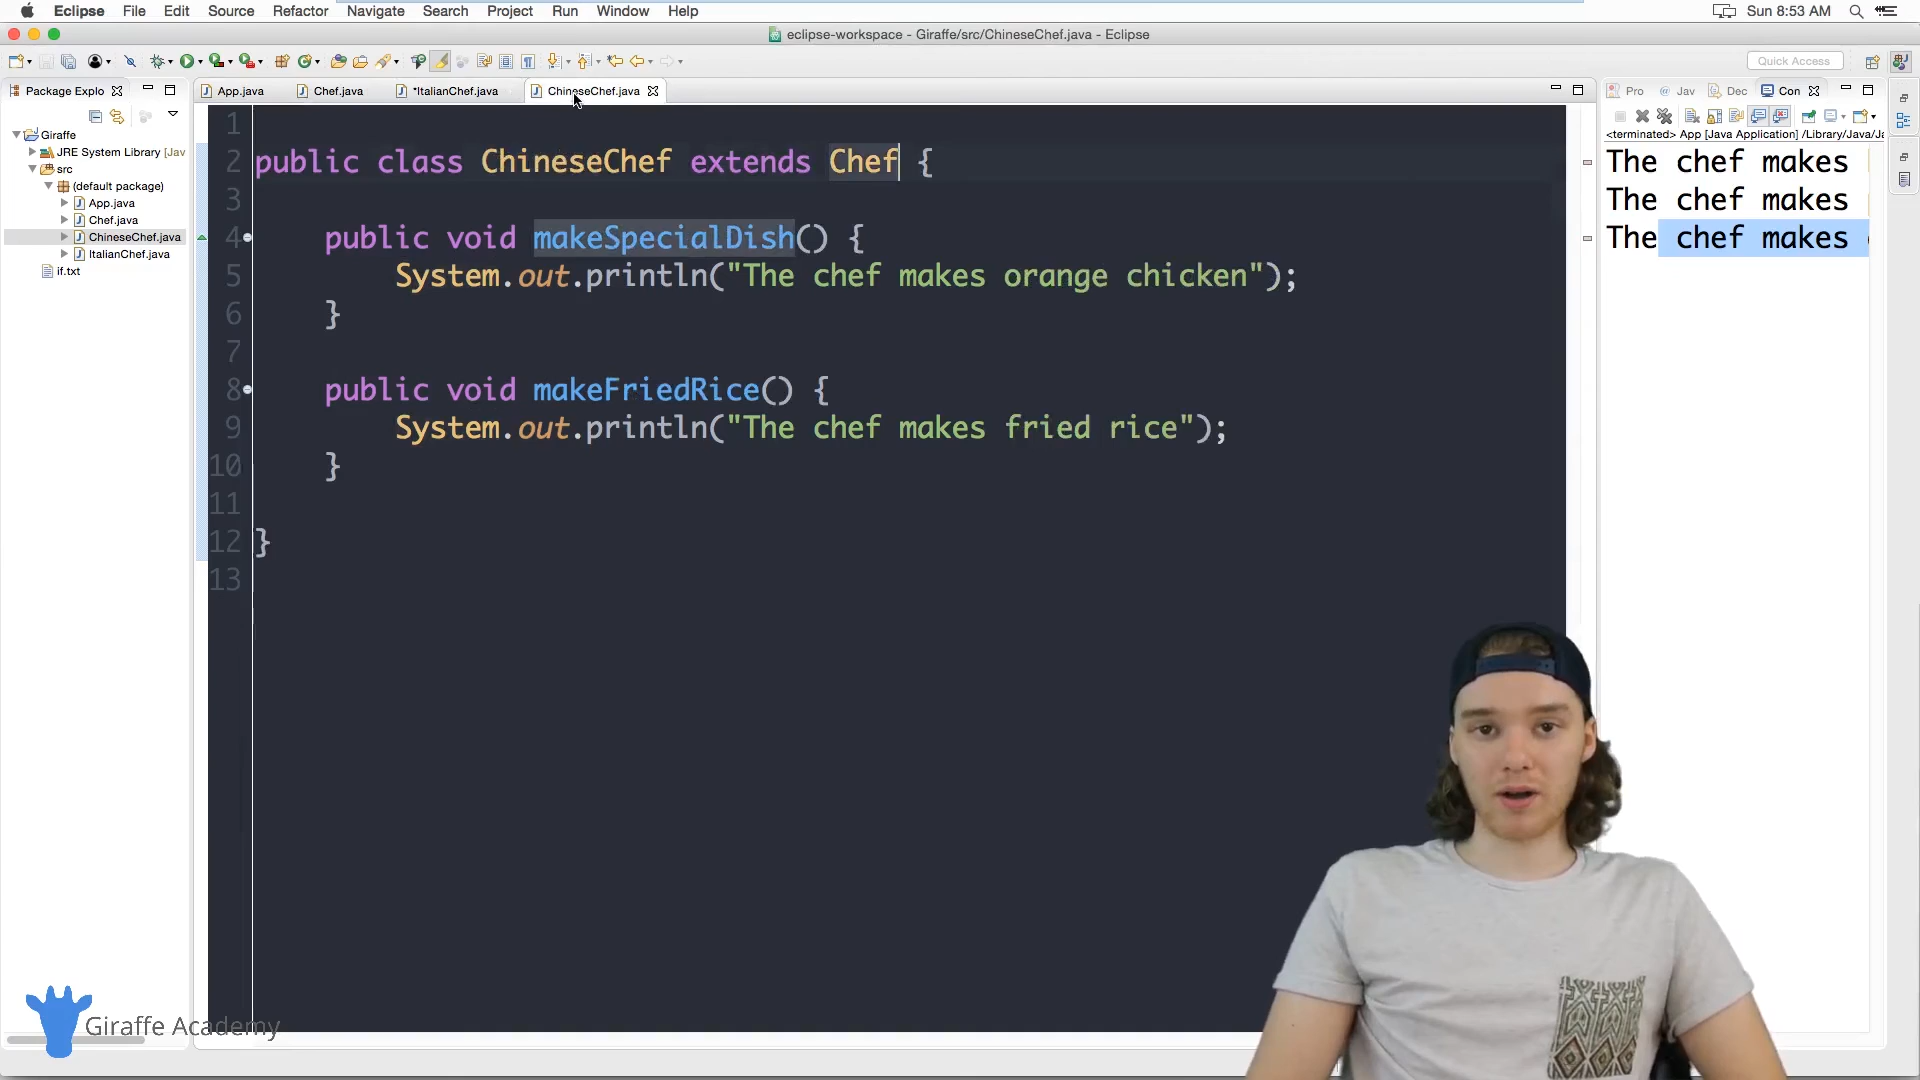 Eclipse File Edit Source Refactor Navigate Search Project Run Window Help Sun 8:53 AM
eclipse-workspace - Giraffe/src/ChineseChef.java - Eclipse
Quick Access
Package Explo App.java Chef.java *ItalianChef.java ChineseChef.java Pro Jav Dec Con
<terminated> App [Java Application] /Library/Java/Ja
Giraffe
JRE System Library [Jav
src
(default package)
App.java
Chef.java
ChineseChef.java
ItalianChef.java
if.txt
1
2 public class ChineseChef extends Chef {
3
4 public void makeSpecialDish() {
5 System.out.println("The chef makes orange chicken");
6 }
7
8 public void makeFriedRice() {
9 System.out.println("The chef makes fried rice");
10 }
11
12 }
13
The chef makes
The chef makes
The chef makes
Giraffe Academy